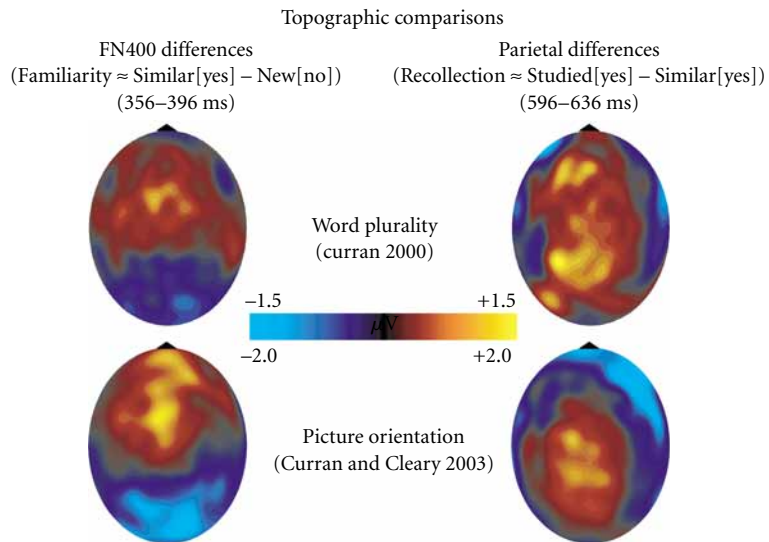 Topographic comparisons
FN400 differences
(Familiarity ≈ Similar[yes] – New[no])
(356–396 ms)
Parietal differences
(Recollection ≈ Studied[yes] – Similar[yes])
(596–636 ms)
Word plurality
(curran 2000)
–1.5
+1.5
μV
–2.0
+2.0
Picture orientation
(Curran and Cleary 2003)